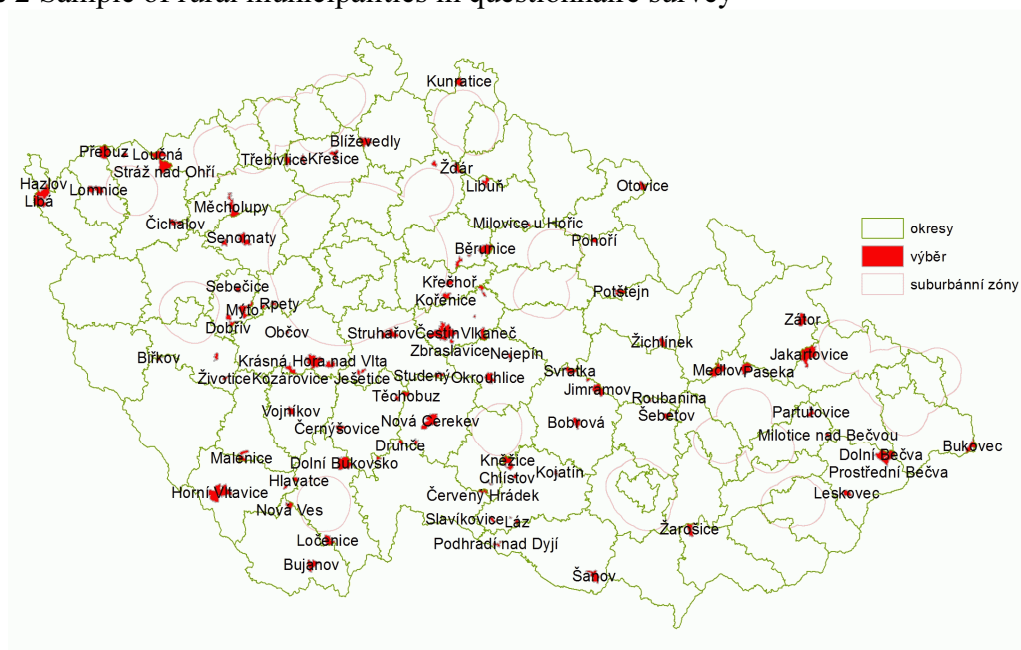 2 Sample of rural municipalities in questionnaire survey
Kunratice
Blíževedly
Přebuz
Loučná
Třebívlice
Křešice
Stráž nad Ohří
Žďár
Hazlov
Lomnice
Libuň
Otovice
Libá
Měcholupy
Čichalov
Milovice u Hořic
okresy
Senomaty
Pohoří
Běrunice
výběr
Sebečice
Křečhoř
suburbánní zóny
Kořenice
Potštejn
Mýto
Rpety
Dobřív
Zátor
Občov
Struhařov
Čestín
Vlkaneč
Žichlínek
Zbraslavice
Nejepín
Jakartovice
Birkov
Krásná Hora nad Vlta
Medlov
Paseka
Svratka
Životice
Kozárovice
Ješetice
Studený
Okrouhlice
Jimramov
Těchobuz
Roubanina
Vojníkov
Šebetov
Partutovice
Nová Cerekev
Bobrová
Černýšovice
Milotice nad Bečvou
Drunče
Bukovec
Malenice
Dolní Bečva
Dolní Bukovsko
Kněžice
Kojatín
Prostřední Bečva
Hlavatce
Chlístov
Horní Vltavice
Červený Hrádek
Leskovec
Nová Ves
Slavíkovice
Láz
Žarošice
Ločenice
Podhradí nad Dyjí
Bujanov
Šanov